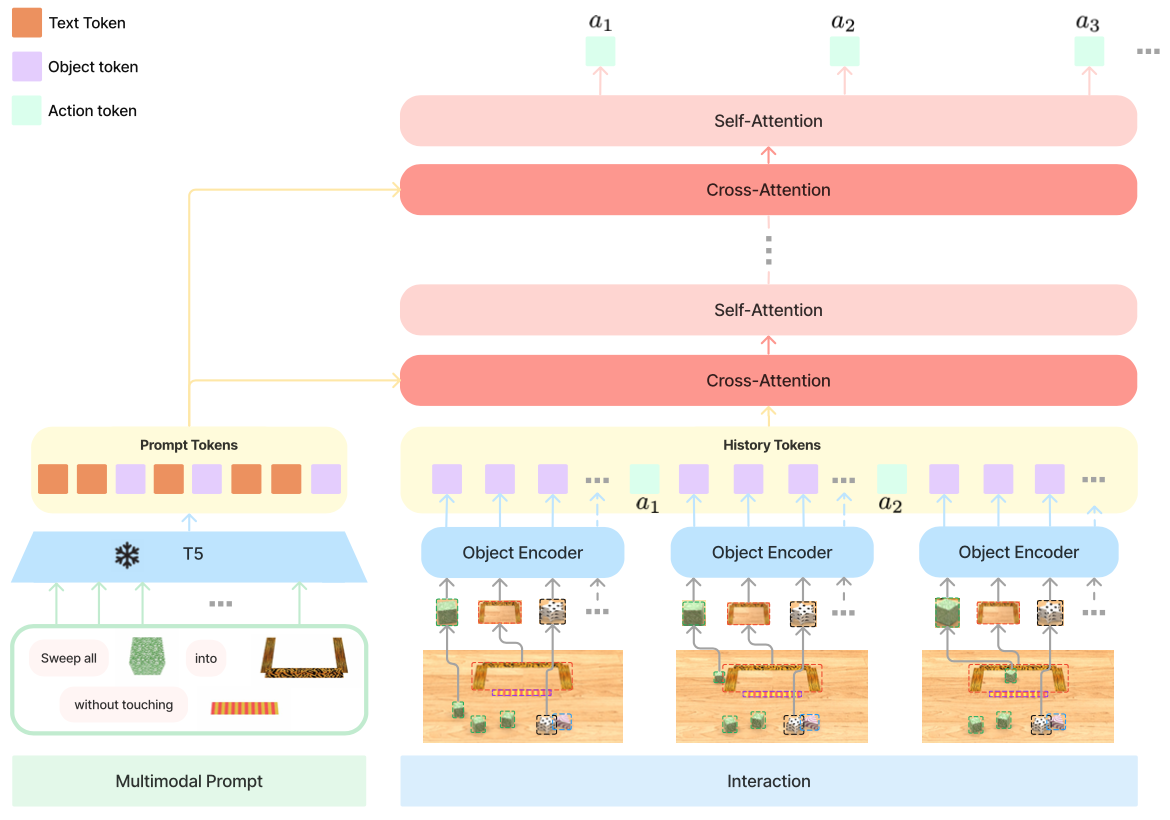 Text Token
Object token
Action token
a1
a2
a3
Self-Attention
Cross-Attention
Self-Attention
Cross-Attention
Prompt Tokens
History Tokens
a1
a2
T5
Object Encoder
Object Encoder
Object Encoder
Sweep all
into
without touching
Multimodal Prompt
Interaction